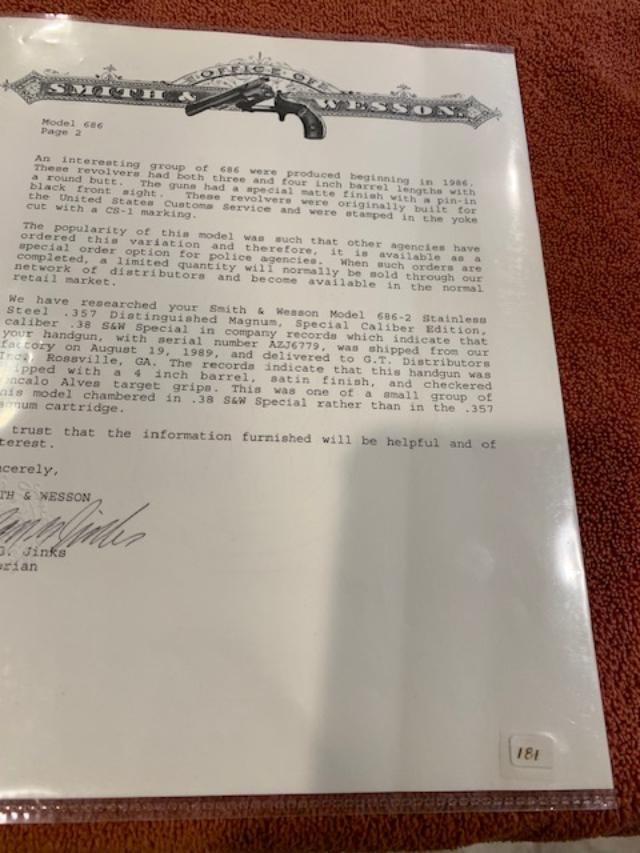 OFFICE OF
SMITH & WESSON.
Model 686
Page 2
An interesting group of 686 were produced beginning in 1986.
These revolvers had both three and four inch barrel lengths with
a round butt. The guns had a special matte finish with a pin-in
black front sight. These revolvers were originally built for
the United States Customs Service and were stamped in the yoke
cut with a CS-1 marking.
The popularity of this model was such that other agencies have
ordered this variation and therefore, it is available as a
special order option for police agencies. When such orders are
completed, a limited quantity will normally be sold through our
network of distributors and become available in the normal
retail market.
We have researched your Smith & Wesson Model 686-2 Stainless
Steel .357 Distinguished Magnum, Special Caliber Edition,
caliber .38 S&W Special in company records which indicate that
your handgun, with serial number AZJ6779, was shipped from our
factory on August 19, 1989, and delivered to G.T. Distributors
Inc., Rossville, GA. The records indicate that this handgun was
ipped with a 4 inch barrel, satin finish, and checkered
oncalo Alves target grips. This was one of a small group of
his model chambered in .38 S&W Special rather than in the .357
agnum cartridge.
trust that the information furnished will be helpful and of
terest.
ncerely,
TH & WESSON
G. Jinks
orian
181